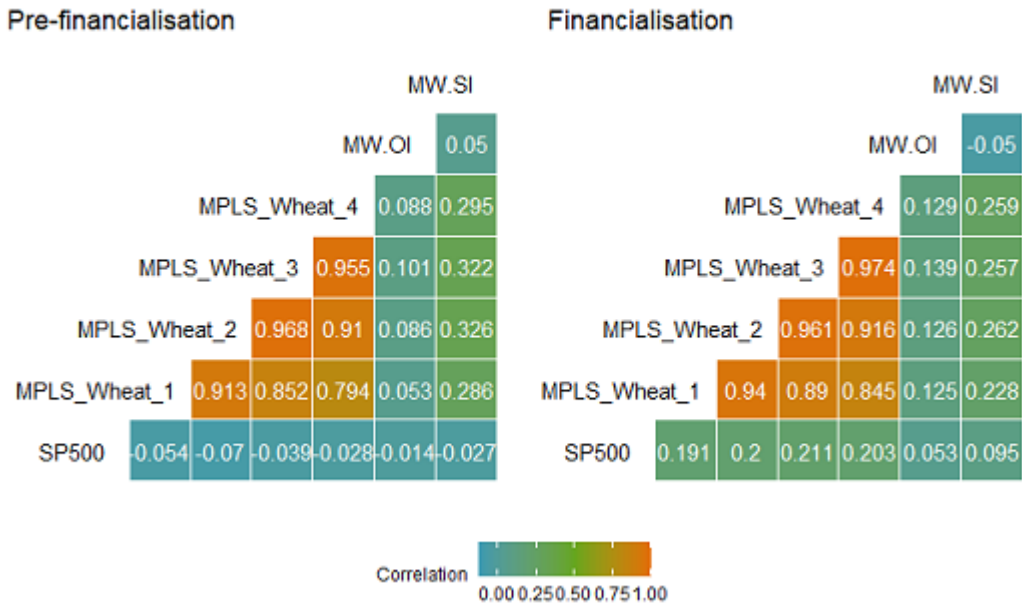 Pre-financialisation
MW.SI
MW.OI 0.05
MPLS_Wheat_4 0.088 0.295
MPLS_Wheat_3 0.955 0.101 0.322
MPLS_Wheat_2 0.968 0.91 0.086 0.326
MPLS_Wheat_1 0.913 0.852 0.794 0.053 0.286
SP500 -0.054 -0.07 -0.039 -0.028 -0.014 -0.027
Financialisation
MW.SI
MW.OI -0.05
MPLS_Wheat_4 0.129 0.259
MPLS_Wheat_3 0.974 0.139 0.257
MPLS_Wheat_2 0.961 0.916 0.126 0.262
MPLS_Wheat_1 0.94 0.89 0.845 0.125 0.228
SP500 0.191 0.2 0.211 0.203 0.053 0.095
Correlation
0.00 0.25 0.50 0.75 1.00